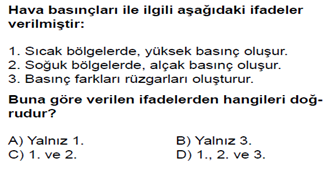 Hava basınçları ile ilgili aşağıdaki ifadeler
verilmiştir:
1. Sıcak bölgelerde, yüksek basınç oluşur.
2. Soğuk bölgelerde, alçak basınç oluşur.
3. Basınç farkları rüzgarları oluşturur.
Buna göre verilen ifadelerden hangileri doğ-
rudur?
A) Yalnız 1. B) Yalnız 3.
C) 1. ve 2. D) 1., 2. ve 3.